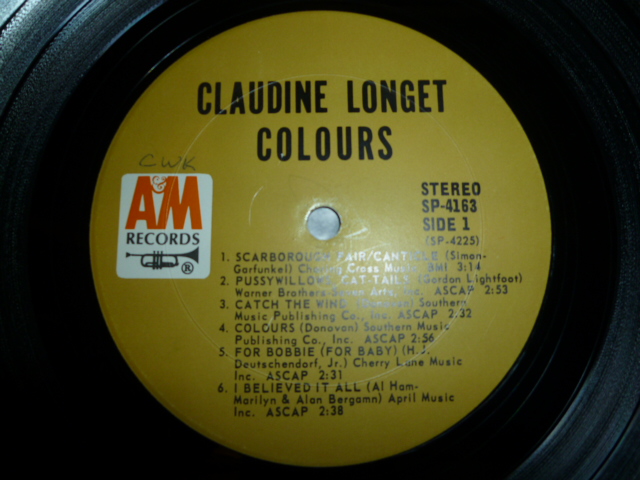 CLAUDINE LONGET
COLOURS
CWK
A&M
RECORDS
®
STEREO
SP-4163
SIDE 1
(SP-4225)
1. SCARBOROUGH FAIR/CANTICLE (Simon-
Garfunkel) Charing Cross Music, BMI 3:14
2. PUSSYWILLOWS, CAT-TAILS (Gordon Lightfoot)
Warner Brothers-Seven Arts, Inc. ASCAP 2:53
3. CATCH THE WIND (Donovan) Southern
Music Publishing Co., Inc. ASCAP 2:32
4. COLOURS (Donovan) Southern Music
Publishing Co., Inc. ASCAP 2:56
5. FOR BOBBIE (FOR BABY) (H.J.
Deutschendorf, Jr.) Cherry Lane Music
Inc. ASCAP 2:31
6. I BELIEVED IT ALL (Al Ham-
Marilyn & Alan Bergamn) April Music
Inc. ASCAP 2:38